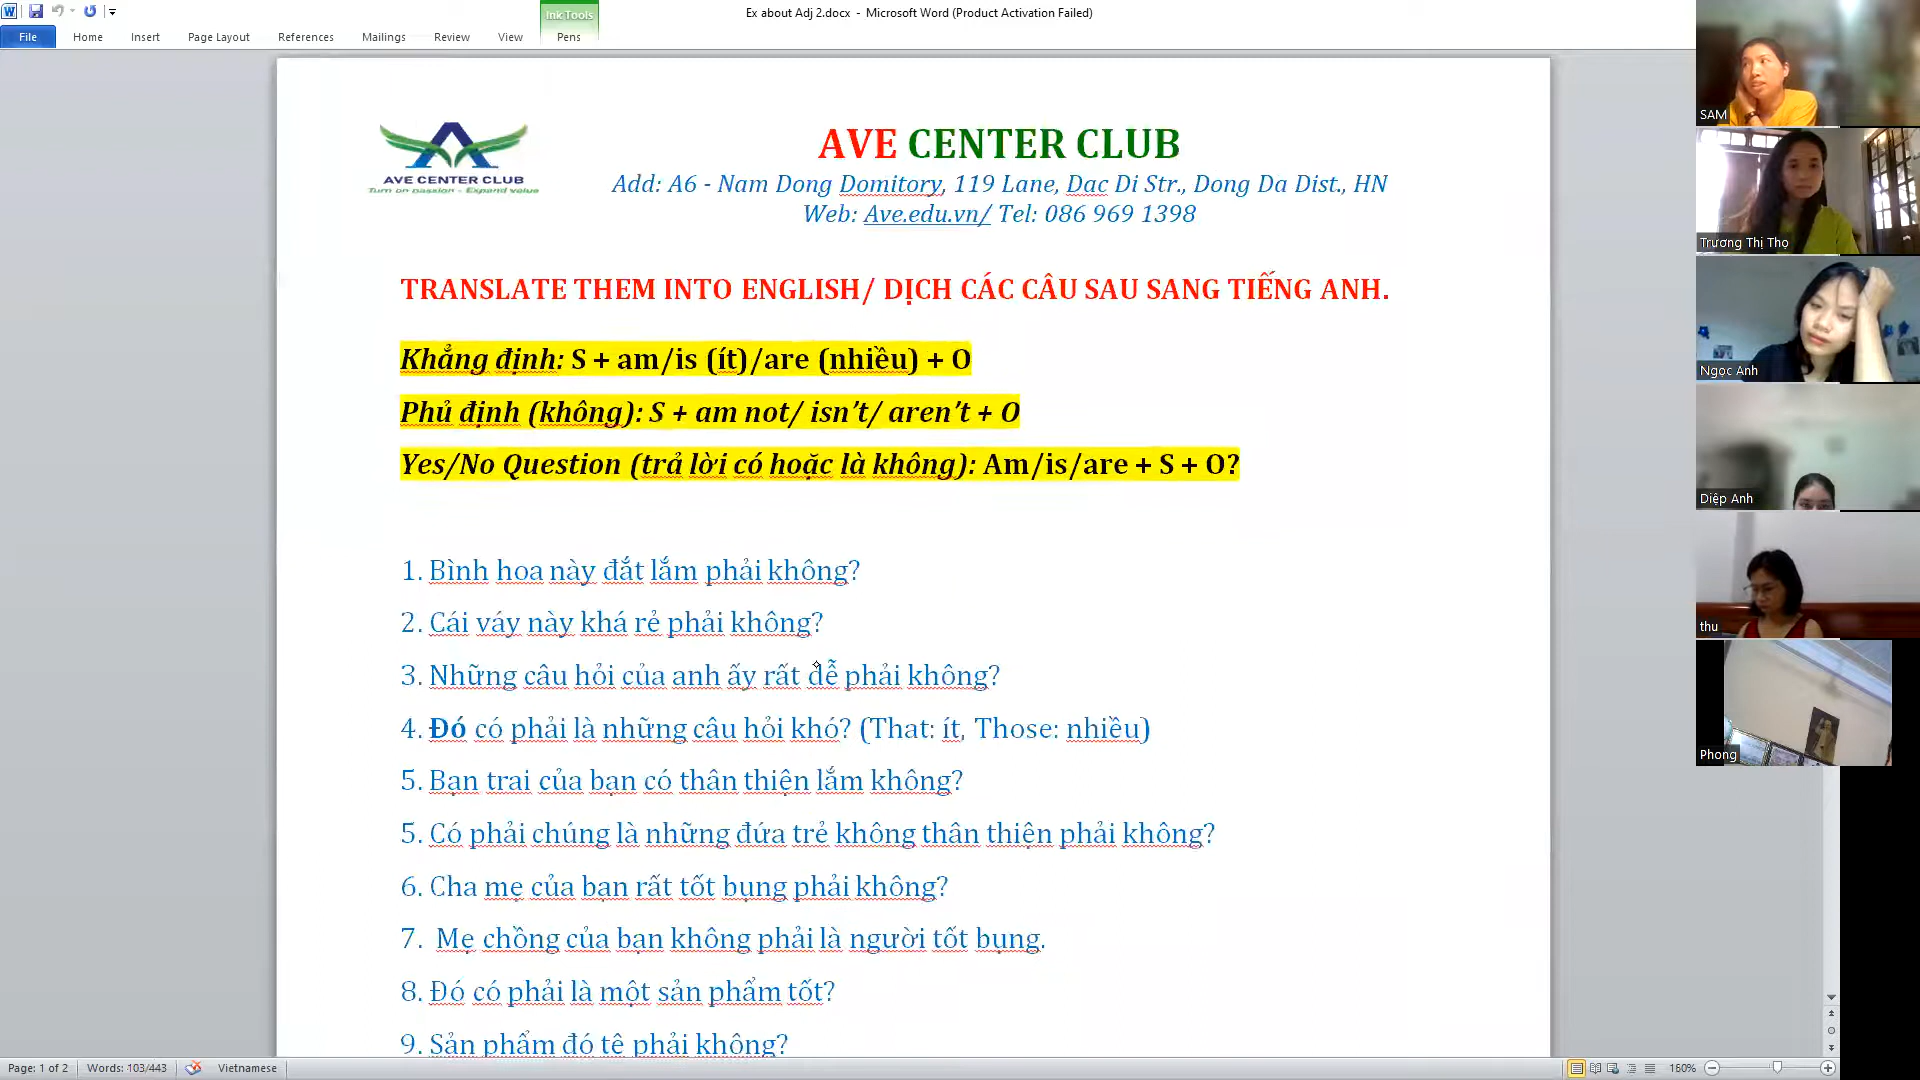 Ink Tools
Ex about Adj 2.docx - Microsoft Word (Product Activation Failed)
File Home Insert Page Layout References Mailings Review View Pens
AVE CENTER CLUB
Turn on passion - Expand value
AVE CENTER CLUB
Add: A6 - Nam Dong Domitory, 119 Lane, Dac Di Str., Dong Da Dist., HN
Web: Ave.edu.vn/ Tel: 086 969 1398
TRANSLATE THEM INTO ENGLISH/ DỊCH CÁC CÂU SAU SANG TIẾNG ANH.
Khẳng định: S + am/is (ít)/are (nhiều) + O
Phủ định (không): S + am not/ isn’t/ aren’t + O
Yes/No Question (trả lời có hoặc là không): Am/is/are + S + O?
1. Bình hoa này đắt lắm phải không?
2. Cái váy này khá rẻ phải không?
3. Những câu hỏi của anh ấy rất dễ phải không?
4. Đó có phải là những câu hỏi khó? (That: ít, Those: nhiều)
5. Bạn trai của bạn có thân thiện lắm không?
5. Có phải chúng là những đứa trẻ không thân thiện phải không?
6. Cha mẹ của bạn rất tốt bụng phải không?
7. Mẹ chồng của bạn không phải là người tốt bụng.
8. Đó có phải là một sản phẩm tốt?
9. Sản phẩm đó tệ phải không?
SAM
Trương Thị Thọ
Ngọc Anh
Diệp Anh
thu
Phong
Page: 1 of 2 Words: 103/443 Vietnamese 160%